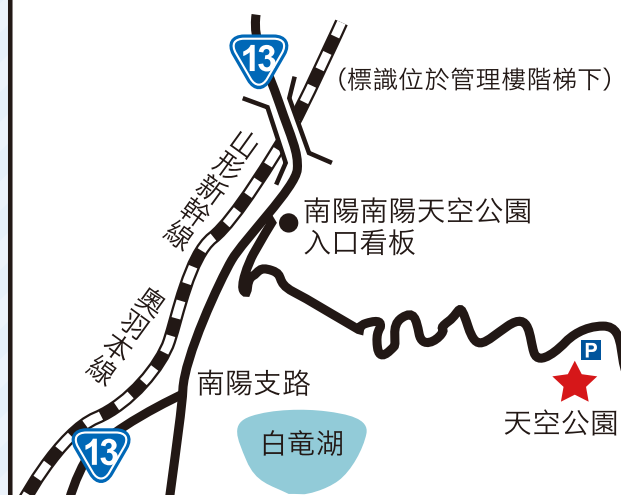 13
(標識位於管理樓階梯下)
山形新幹線
南陽南陽天空公園
入口看板
奧羽本線
P
南陽支路
天空公園
白竜湖
13